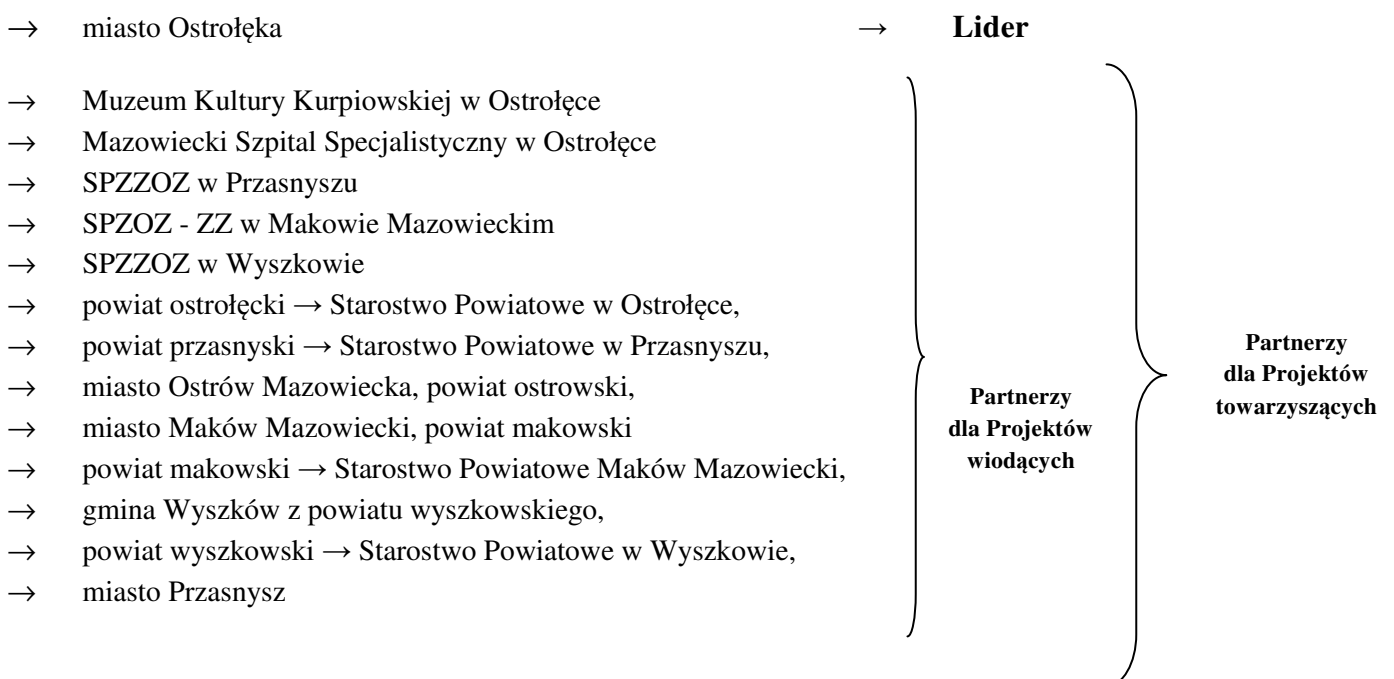 → miasto Ostrołęka → Lider
→ Muzeum Kultury Kurpiowskiej w Ostrołęce
→ Mazowiecki Szpital Specjalistyczny w Ostrołęce
→ SPZZOZ w Przasnyszu
→ SPZOZ - ZZ w Makowie Mazowieckim
→ SPZZOZ w Wyszkowie
→ powiat ostrołęcki → Starostwo Powiatowe w Ostrołęce,
→ powiat przasnyski → Starostwo Powiatowe w Przasnyszu,
→ miasto Ostrów Mazowiecka, powiat ostrowski,
→ miasto Maków Mazowiecki, powiat makowski
→ powiat makowski → Starostwo Powiatowe Maków Mazowiecki,
→ gmina Wyszków z powiatu wyszkowskiego,
→ powiat wyszkowski → Starostwo Powiatowe w Wyszkowie,
→ miasto Przasnysz
Partnerzy
dla Projektów
wiodących
Partnerzy
dla Projektów
towarzyszących